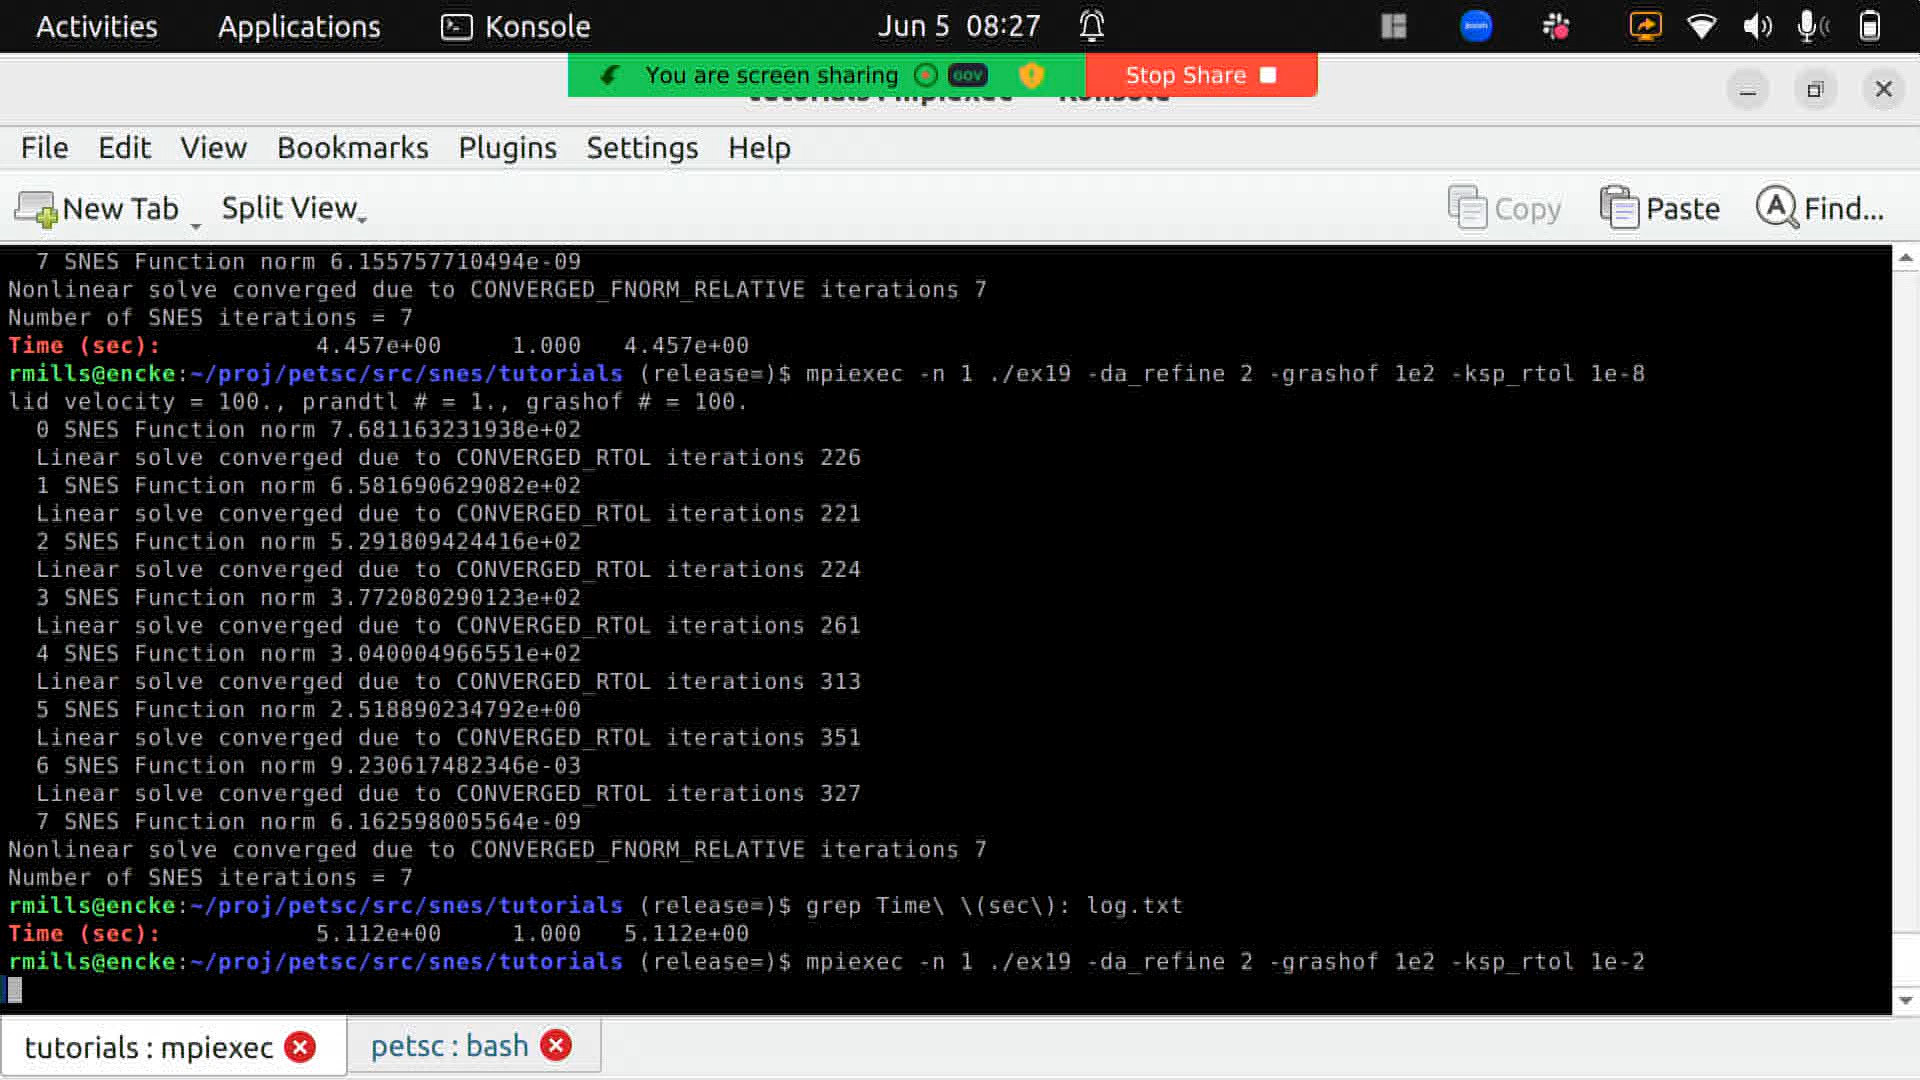 Activities Applications Konsole Jun 5 08:27 zoom
You are screen sharing GOV Stop Share
File Edit View Bookmarks Plugins Settings Help
New Tab Split View Copy Paste Find...
7 SNES Function norm 6.155757710494e-09
Nonlinear solve converged due to CONVERGED_FNORM_RELATIVE iterations 7
Number of SNES iterations = 7
Time (sec): 4.457e+00 1.000 4.457e+00
rmills@encke:~/proj/petsc/src/snes/tutorials (release=)$ mpiexec -n 1 ./ex19 -da_refine 2 -grashof 1e2 -ksp_rtol 1e-8
lid velocity = 100., prandtl # = 1., grashof # = 100.
0 SNES Function norm 7.681163231938e+02
Linear solve converged due to CONVERGED_RTOL iterations 226
1 SNES Function norm 6.581690629082e+02
Linear solve converged due to CONVERGED_RTOL iterations 221
2 SNES Function norm 5.291809424416e+02
Linear solve converged due to CONVERGED_RTOL iterations 224
3 SNES Function norm 3.772080290123e+02
Linear solve converged due to CONVERGED_RTOL iterations 261
4 SNES Function norm 3.040004966551e+02
Linear solve converged due to CONVERGED_RTOL iterations 313
5 SNES Function norm 2.518890234792e+00
Linear solve converged due to CONVERGED_RTOL iterations 351
6 SNES Function norm 9.230617482346e-03
Linear solve converged due to CONVERGED_RTOL iterations 327
7 SNES Function norm 6.162598005564e-09
Nonlinear solve converged due to CONVERGED_FNORM_RELATIVE iterations 7
Number of SNES iterations = 7
rmills@encke:~/proj/petsc/src/snes/tutorials (release=)$ grep Time\ \(sec\): log.txt
Time (sec): 5.112e+00 1.000 5.112e+00
rmills@encke:~/proj/petsc/src/snes/tutorials (release=)$ mpiexec -n 1 ./ex19 -da_refine 2 -grashof 1e2 -ksp_rtol 1e-2
tutorials : mpiexec petsc : bash